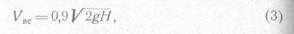 V_вс = 0,9 √2gH, (3)